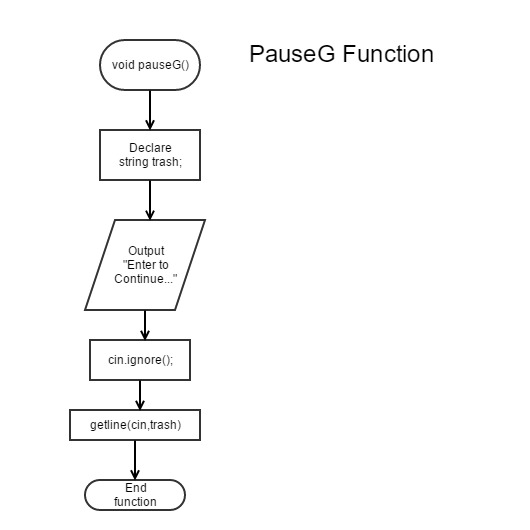 PauseG Function
void pauseG()
Declare
string trash;
Output
"Enter to
Continue..."
cin.ignore();
getline(cin,trash)
End
function